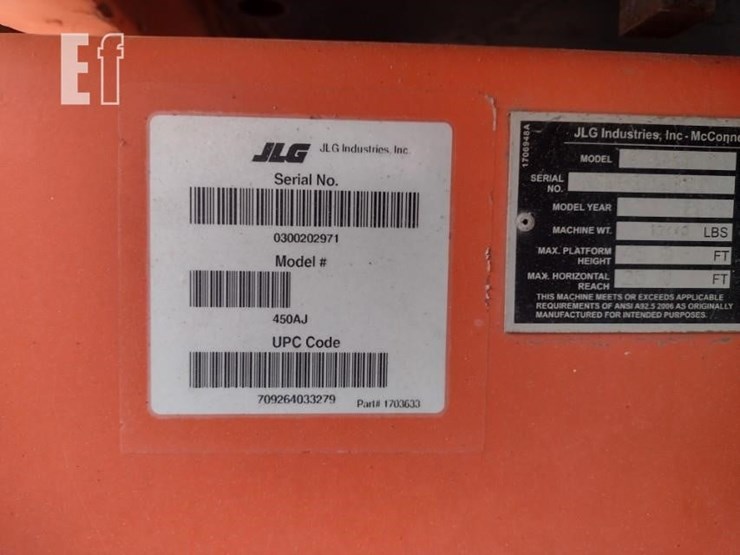 Ef
JLG JLG Industries, Inc.
Serial No.
0300202971
Model #
450AJ
UPC Code
709264033279 Part# 1703633
1706948A
JLG Industries, Inc - McConne
MODEL
SERIAL
NO.
MODEL YEAR
MACHINE WT. LBS
MAX. PLATFORM
HEIGHT FT
MAX. HORIZONTAL
REACH FT
THIS MACHINE MEETS OR EXCEEDS APPLICABLE
REQUIREMENTS OF ANSI A92.5 2006 AS ORIGINALLY
MANUFACTURED FOR INTENDED PURPOSES.